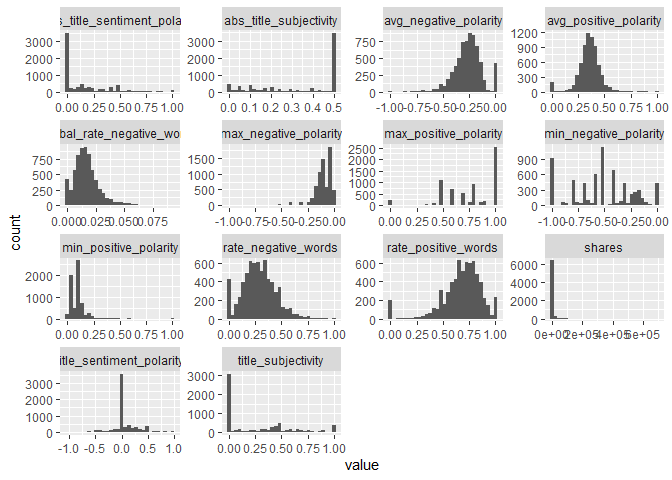 s_title_sentiment_pola abs_title_subjectivity avg_negative_polarity avg_positive_polarity
3000 2000 1000 0 3000 2000 1000 0 750 500 250 0 1200 900 600 300 0
0.00 0.25 0.50 0.75 1.00 0.0 0.1 0.2 0.3 0.4 0.5 -1.00 -0.75 -0.50 -0.25 0.00 0.00 0.25 0.50 0.75 1.00
bal_rate_negative_wo max_negative_polarity max_positive_polarity min_negative_polarity
750 500 250 0 1500 1000 500 0 2500 2000 1500 1000 500 0 900 600 300 0
0.000 0.025 0.050 0.075 -1.00 -0.75 -0.50 -0.25 0.00 0.00 0.25 0.50 0.75 1.00 -1.00 -0.75 -0.50 -0.25 0.00
min_positive_polarity rate_negative_words rate_positive_words shares
2000 1000 0 600 400 200 0 600 400 200 0 6000 4000 2000 0
0.00 0.25 0.50 0.75 1.00 0.00 0.25 0.50 0.75 1.00 0.00 0.25 0.50 0.75 1.00 0e+00 2e+05 4e+05 6e+05
title_sentiment_polarity title_subjectivity
3000 2000 1000 0 3000 2000 1000 0
-1.0 -0.5 0.0 0.5 1.0 0.00 0.25 0.50 0.75 1.00
count
value